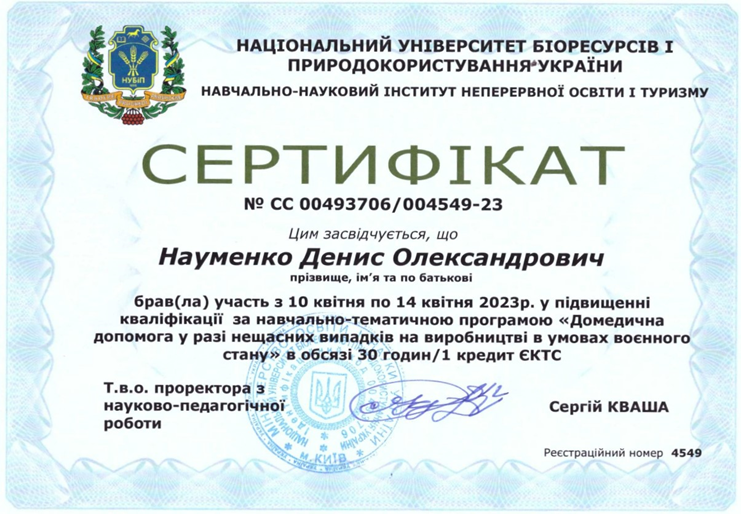 НУБІП
НАЦІОНАЛЬНИЙ УНІВЕРСИТЕТ БІОРЕСУРСІВ І
ПРИРОДОКОРИСТУВАННЯ УКРАЇНИ
НАВЧАЛЬНО-НАУКОВИЙ ІНСТИТУТ НЕПЕРЕРВНОЇ ОСВІТИ І ТУРИЗМУ
СЕРТИФІКАТ
№ СС 00493706/004549-23
Цим засвідчується, що
Науменко Денис Олександрович
прізвище, ім’я та по батькові
брав(ла) участь з 10 квітня по 14 квітня 2023р. у підвищенні
кваліфікації за навчально-тематичною програмою «Домедична
допомога у разі нещасних випадків на виробництві в умовах воєнного
стану» в обсязі 30 годин/1 кредит ЄКТС
Т.в.о. проректора з
науково-педагогічної
роботи
Сергій КВАША
м.КИЇВ
Реєстраційний номер 4549